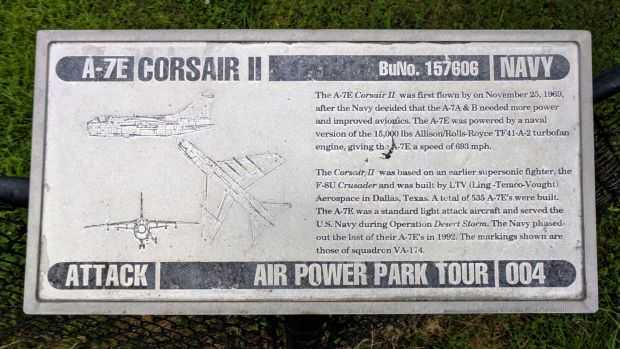 A-7E CORSAIR II BuNo. 157606 NAVY
The A-7E Corsair II was first flown by on November 25, 1969,
after the Navy decided that the A-7A & B needed more power
and improved avionics. The A-7E was powered by a naval
version of the 15,000 lbs Allison/Rolls-Royce TF41-A-2 turbofan
engine, giving the A-7E a speed of 693 mph.
The Corsair II was based on an earlier supersonic fighter, the
F-8U Crusader and was built by LTV (Ling-Temco-Vought)
Aerospace in Dallas, Texas. A total of 535 A-7E's were built.
The A-7E was a standard light attack aircraft and served the
U.S. Navy during Operation Desert Storm. The Navy phased-
out the last of their A-7E's in 1992. The markings shown are
those of squadron VA-174.
ATTACK AIR POWER PARK TOUR 004